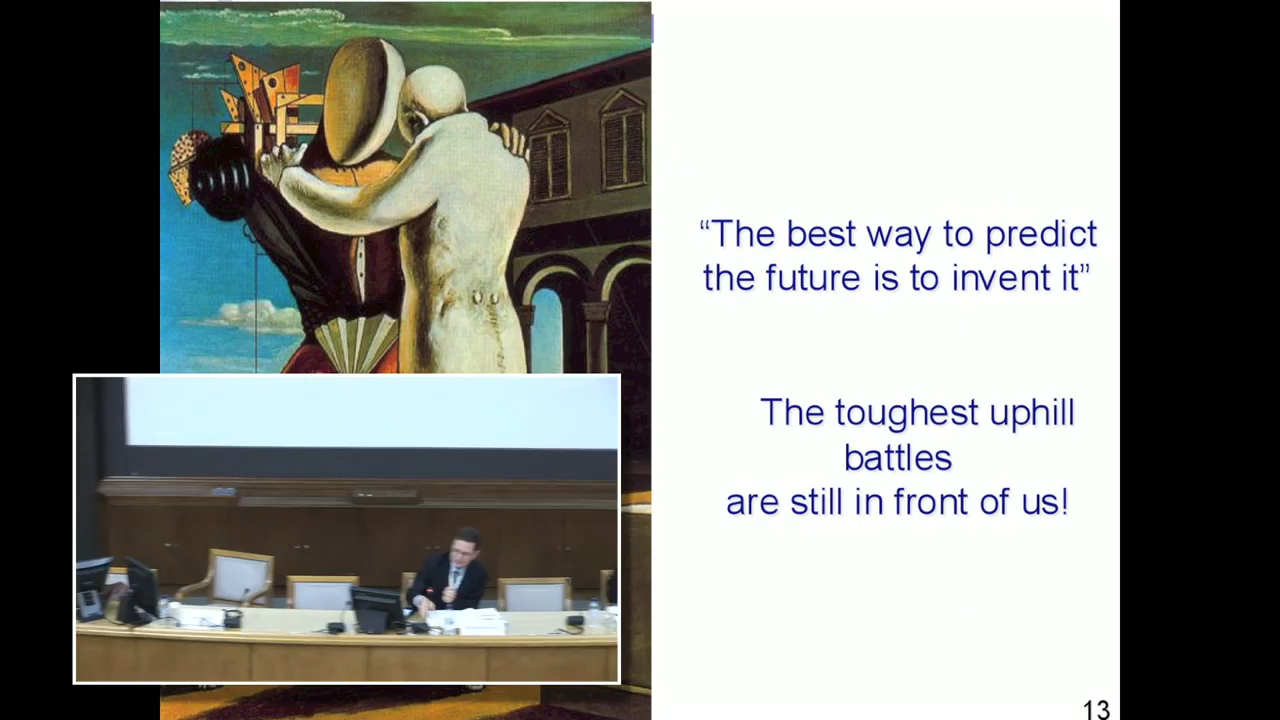 “The best way to predict
the future is to invent it”
The toughest uphill
battles
are still in front of us!
13